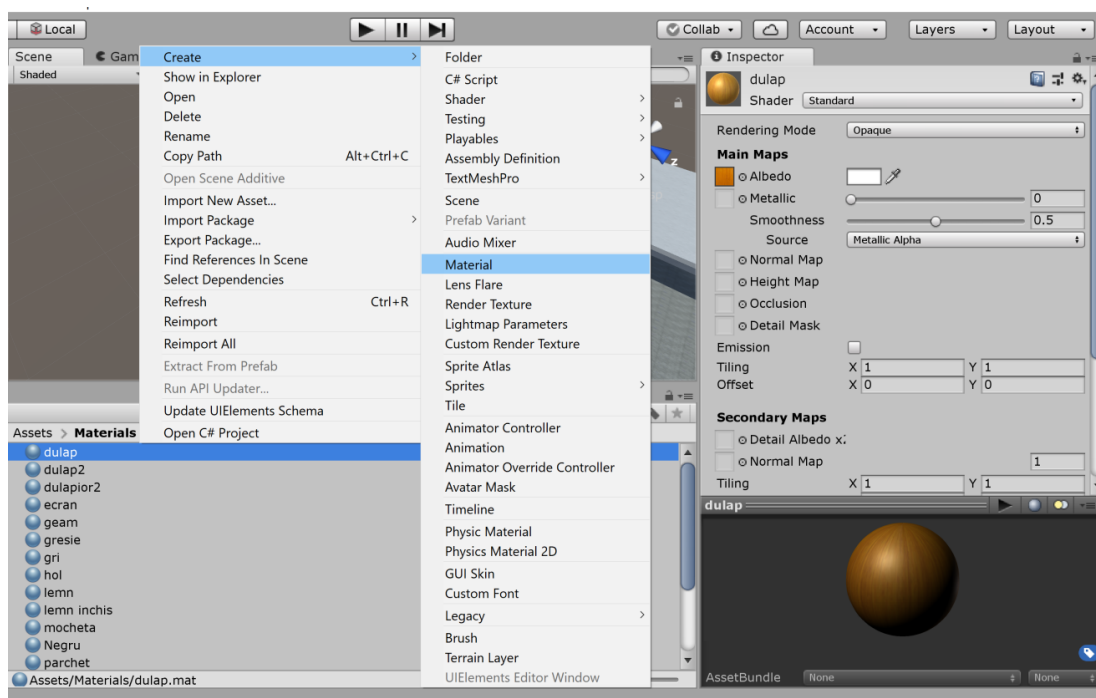 Local
Collab
Account
Layers
Layout
Scene
Gam
Shaded
Create
Show in Explorer
Open
Delete
Rename
Copy Path Alt+Ctrl+C
Open Scene Additive
Import New Asset...
Import Package
Export Package...
Find References In Scene
Select Dependencies
Refresh Ctrl+R
Reimport
Reimport All
Extract From Prefab
Run API Updater...
Update UIElements Schema
Open C# Project
Folder
C# Script
Shader
Testing
Playables
Assembly Definition
TextMeshPro
Scene
Prefab Variant
Audio Mixer
Material
Lens Flare
Render Texture
Lightmap Parameters
Custom Render Texture
Sprite Atlas
Sprites
Tile
Animator Controller
Animation
Animator Override Controller
Avatar Mask
Timeline
Physic Material
Physics Material 2D
GUI Skin
Custom Font
Legacy
Brush
Terrain Layer
UIElements Editor Window
z
Assets > Materials
dulap
dulap2
dulapior2
ecran
geam
gresie
gri
hol
lemn
lemn inchis
mocheta
Negru
parchet
Assets/Materials/dulap.mat
Inspector
dulap
Shader Standard
Rendering Mode Opaque
Main Maps
Albedo
Metallic 0
Smoothness 0.5
Source Metallic Alpha
Normal Map
Height Map
Occlusion
Detail Mask
Emission
Tiling X 1 Y 1
Offset X 0 Y 0
Secondary Maps
Detail Albedo x
Normal Map 1
Tiling X 1 Y 1
dulap
AssetBundle None None